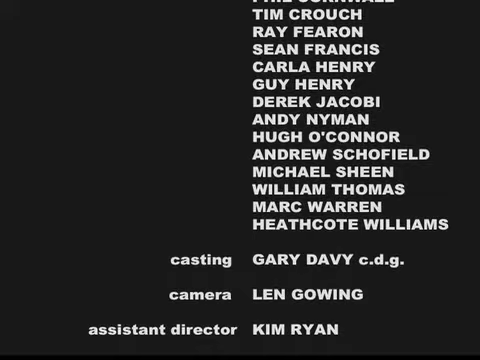 TIM CROUCH
RAY FEARON
SEAN FRANCIS
CARLA HENRY
GUY HENRY
DEREK JACOBI
ANDY NYMAN
HUGH O'CONNOR
ANDREW SCHOFIELD
MICHAEL SHEEN
WILLIAM THOMAS
MARC WARREN
HEATHCOTE WILLIAMS
casting GARY DAVY c.d.g.
camera LEN GOWING
assistant director KIM RYAN